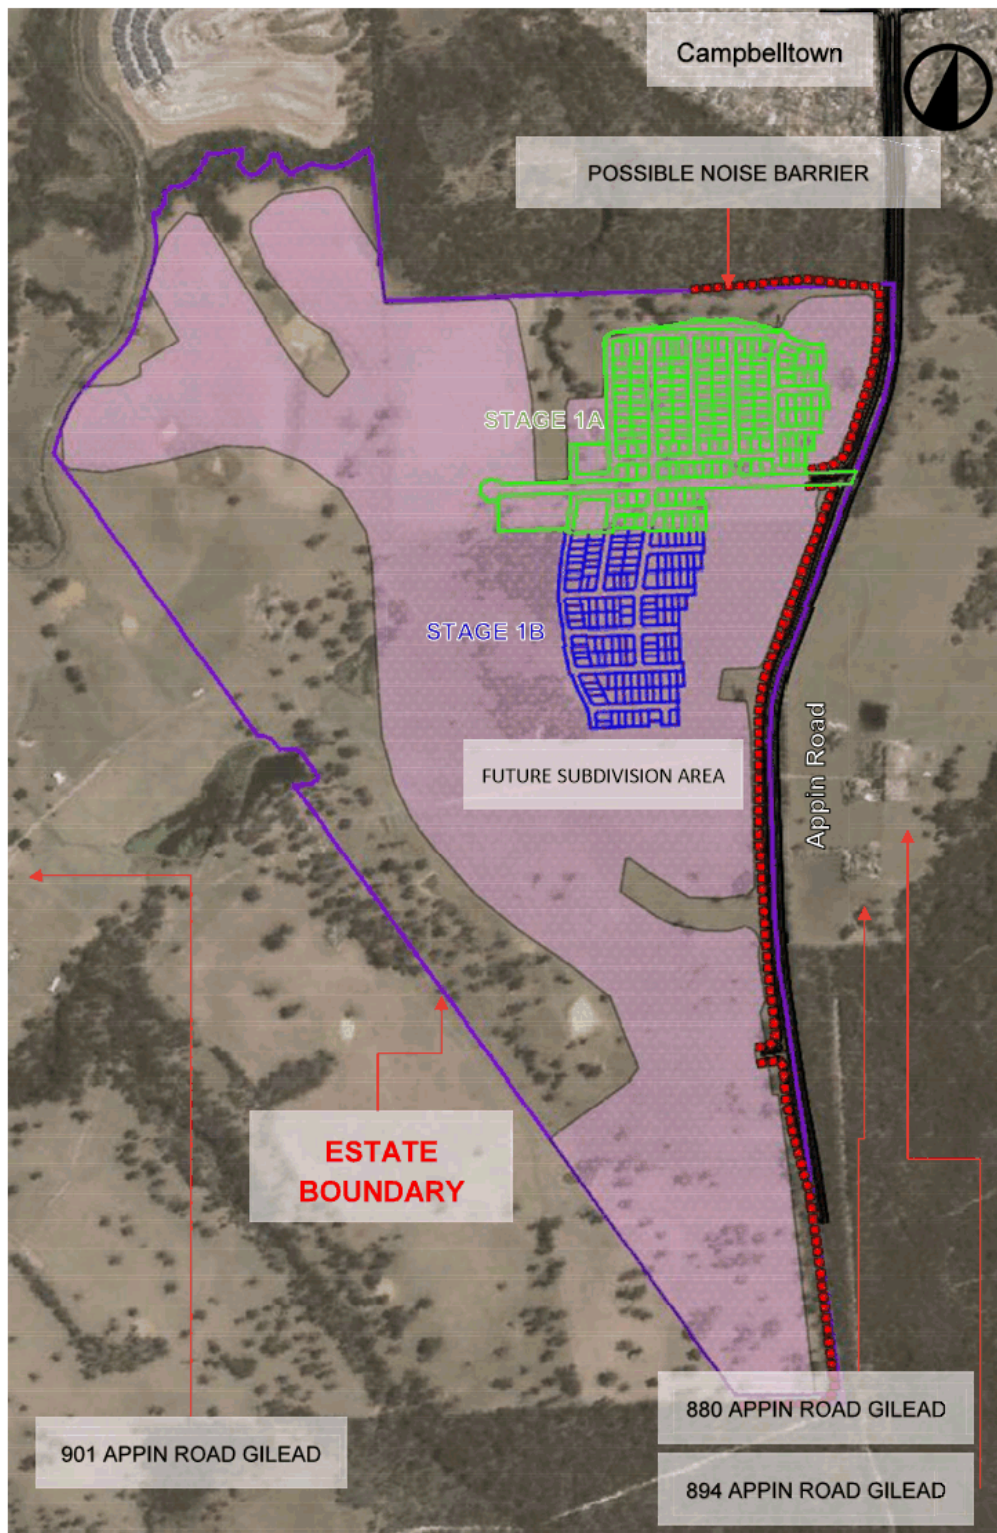 Campbelltown
POSSIBLE NOISE BARRIER
STAGE 1A
STAGE 1B
Appin Road
FUTURE SUBDIVISION AREA
ESTATE
BOUNDARY
880 APPIN ROAD GILEAD
901 APPIN ROAD GILEAD
894 APPIN ROAD GILEAD